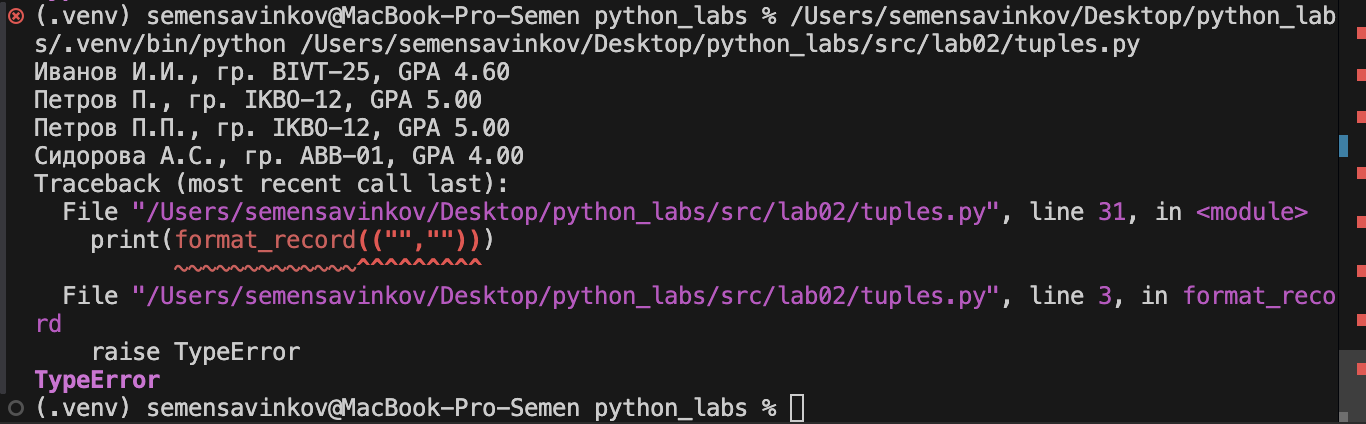 (.venv) semensavinkov@MacBook-Pro-Semen python_labs % /Users/semensavinkov/Desktop/python_lab
s/.venv/bin/python /Users/semensavinkov/Desktop/python_labs/src/lab02/tuples.py
Иванов И.И., гр. BIVT-25, GPA 4.60
Петров П., гр. IKBO-12, GPA 5.00
Петров П.П., гр. IKBO-12, GPA 5.00
Сидорова А.С., гр. ABB-01, GPA 4.00
Traceback (most recent call last):
  File "/Users/semensavinkov/Desktop/python_labs/src/lab02/tuples.py", line 31, in <module>
    print(format_record(("","")))
          ~~~~~~~~~~~~~^^^^^^^^^
  File "/Users/semensavinkov/Desktop/python_labs/src/lab02/tuples.py", line 3, in format_reco
rd
    raise TypeError
TypeError
(.venv) semensavinkov@MacBook-Pro-Semen python_labs %